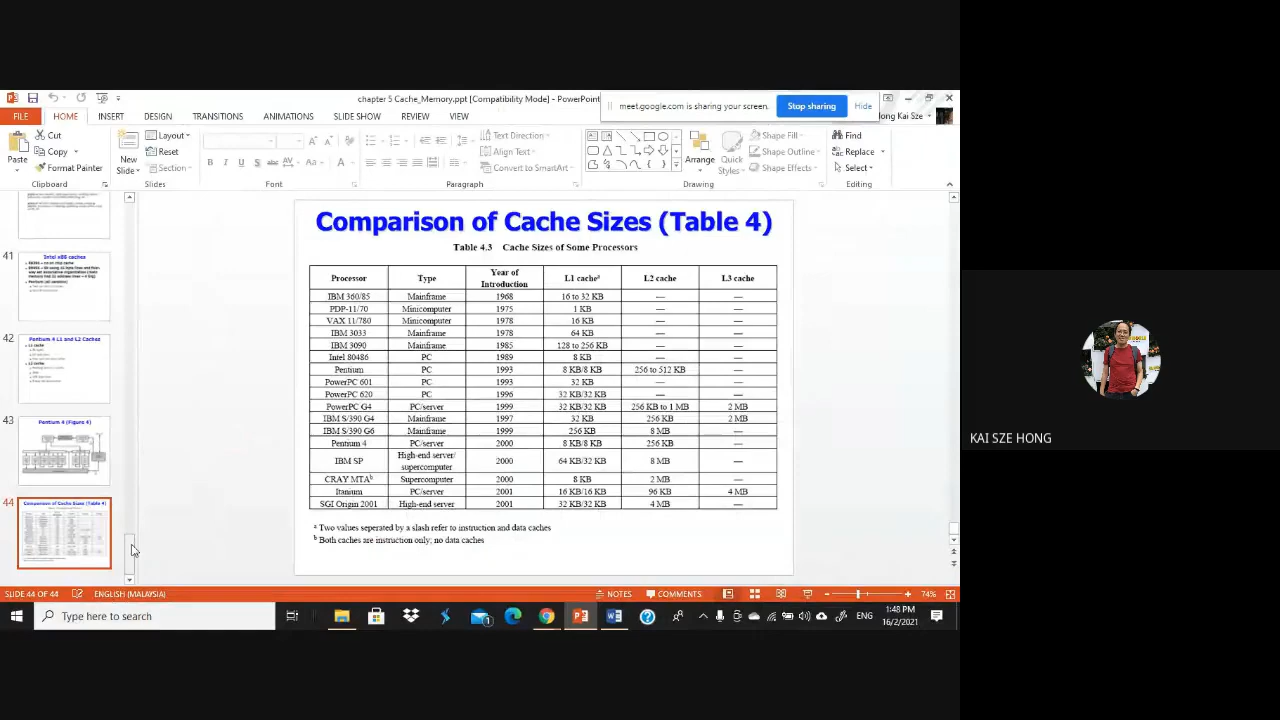 chapter 5 Cache_Memory.ppt [Compatibility Mode] - PowerPoint
meet.google.com is sharing your screen.
Stop sharing
Hide
FILE HOME INSERT DESIGN TRANSITIONS ANIMATIONS SLIDE SHOW REVIEW VIEW
Hong Kai Sze
Paste
Cut
Copy
Format Painter
Clipboard
New
Slide
Layout
Reset
Section
Slides
Font
Text Direction
Align Text
Convert to SmartArt
Paragraph
Arrange
Quick
Styles
Shape Fill
Shape Outline
Shape Effects
Drawing
Find
Replace
Select
Editing
41
Intel x86 caches
42
Pentium 4 L1 and L2 Caches
43
Pentium 4 (Figure 4)
44
Comparison of Cache Sizes (Table 4)
Comparison of Cache Sizes (Table 4)
Table 4.3 Cache Sizes of Some Processors
Processor Type Year of Introduction L1 cacheᵃ L2 cache L3 cache
IBM 360/85 Mainframe 1968 16 to 32 KB — —
PDP-11/70 Minicomputer 1975 1 KB — —
VAX 11/780 Minicomputer 1978 16 KB — —
IBM 3033 Mainframe 1978 64 KB — —
IBM 3090 Mainframe 1985 128 to 256 KB — —
Intel 80486 PC 1989 8 KB — —
Pentium PC 1993 8 KB/8 KB 256 to 512 KB —
PowerPC 601 PC 1993 32 KB — —
PowerPC 620 PC 1996 32 KB/32 KB — —
PowerPC G4 PC/server 1999 32 KB/32 KB 256 KB to 1 MB 2 MB
IBM S/390 G4 Mainframe 1997 32 KB 256 KB 2 MB
IBM S/390 G6 Mainframe 1999 256 KB 8 MB —
Pentium 4 PC/server 2000 8 KB/8 KB 256 KB —
IBM SP High-end server/ supercomputer 2000 64 KB/32 KB 8 MB —
CRAY MTAᵇ Supercomputer 2000 8 KB 2 MB —
Itanium PC/server 2001 16 KB/16 KB 96 KB 4 MB
SGI Origin 2001 High-end server 2001 32 KB/32 KB 4 MB —
ᵃ Two values seperated by a slash refer to instruction and data caches
ᵇ Both caches are instruction only; no data caches
KAI SZE HONG
SLIDE 44 OF 44 ENGLISH (MALAYSIA) NOTES COMMENTS 74%
Type here to search
ENG
1:48 PM
16/2/2021